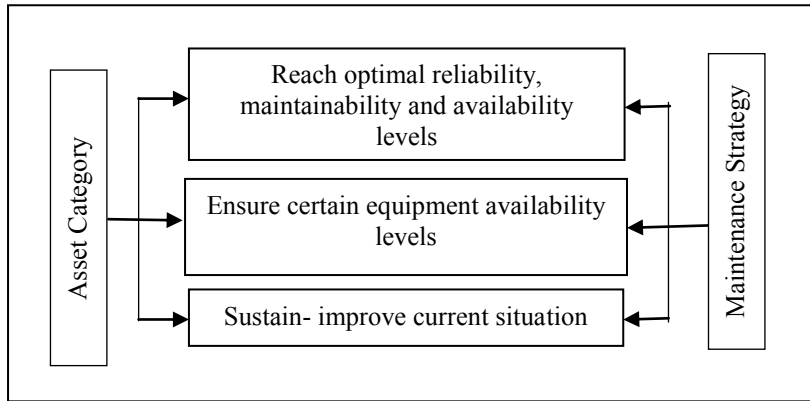 Asset Category
Reach optimal reliability,
maintainability and availability
levels
Ensure certain equipment availability
levels
Sustain- improve current situation
Maintenance Strategy